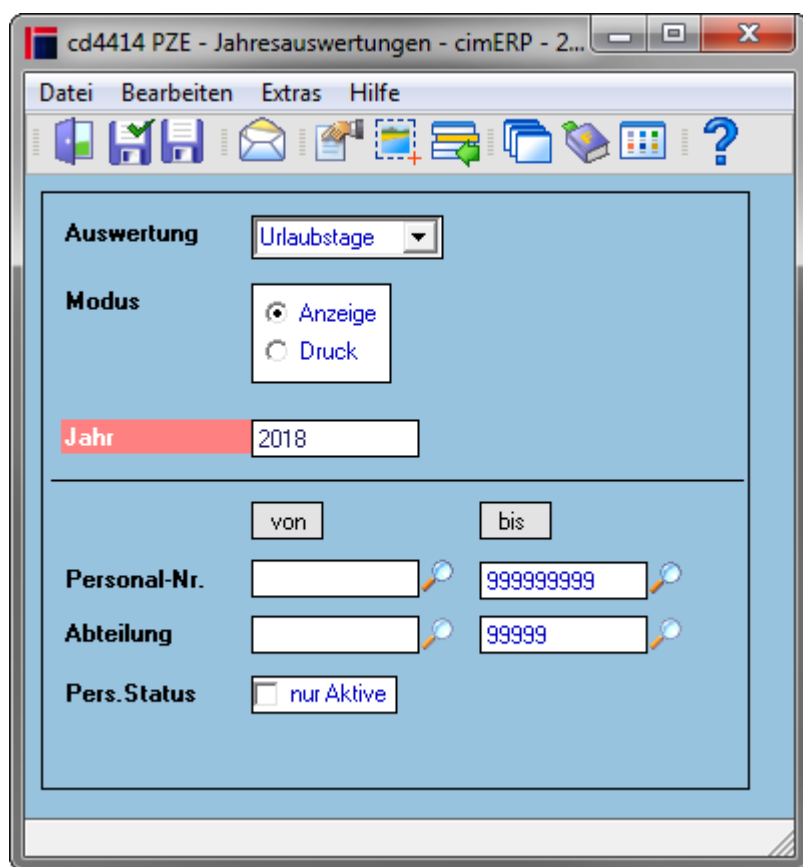 cd4414 PZE - Jahresauswertungen - cimERP - 2...
Datei Bearbeiten Extras Hilfe
Auswertung Urlaubstage
Modus Anzeige
Druck
Jahr 2018
von bis
Personal-Nr. 999999999
Abteilung 99999
Pers.Status nur Aktive